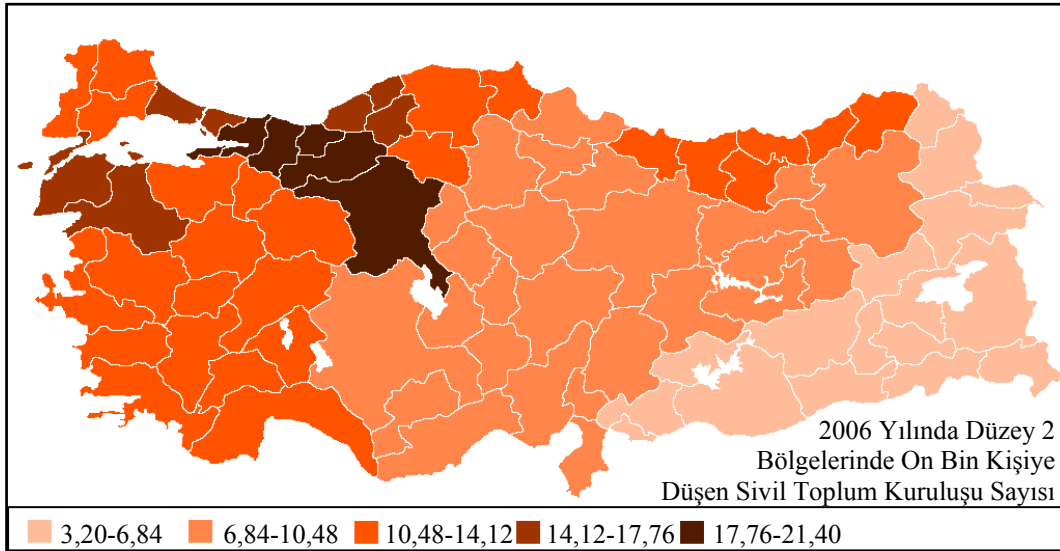 2006 Yılında Düzey 2
Bölgelerinde On Bin Kişiye
Düşen Sivil Toplum Kuruluşu Sayısı
3,20-6,84 6,84-10,48 10,48-14,12 14,12-17,76 17,76-21,40